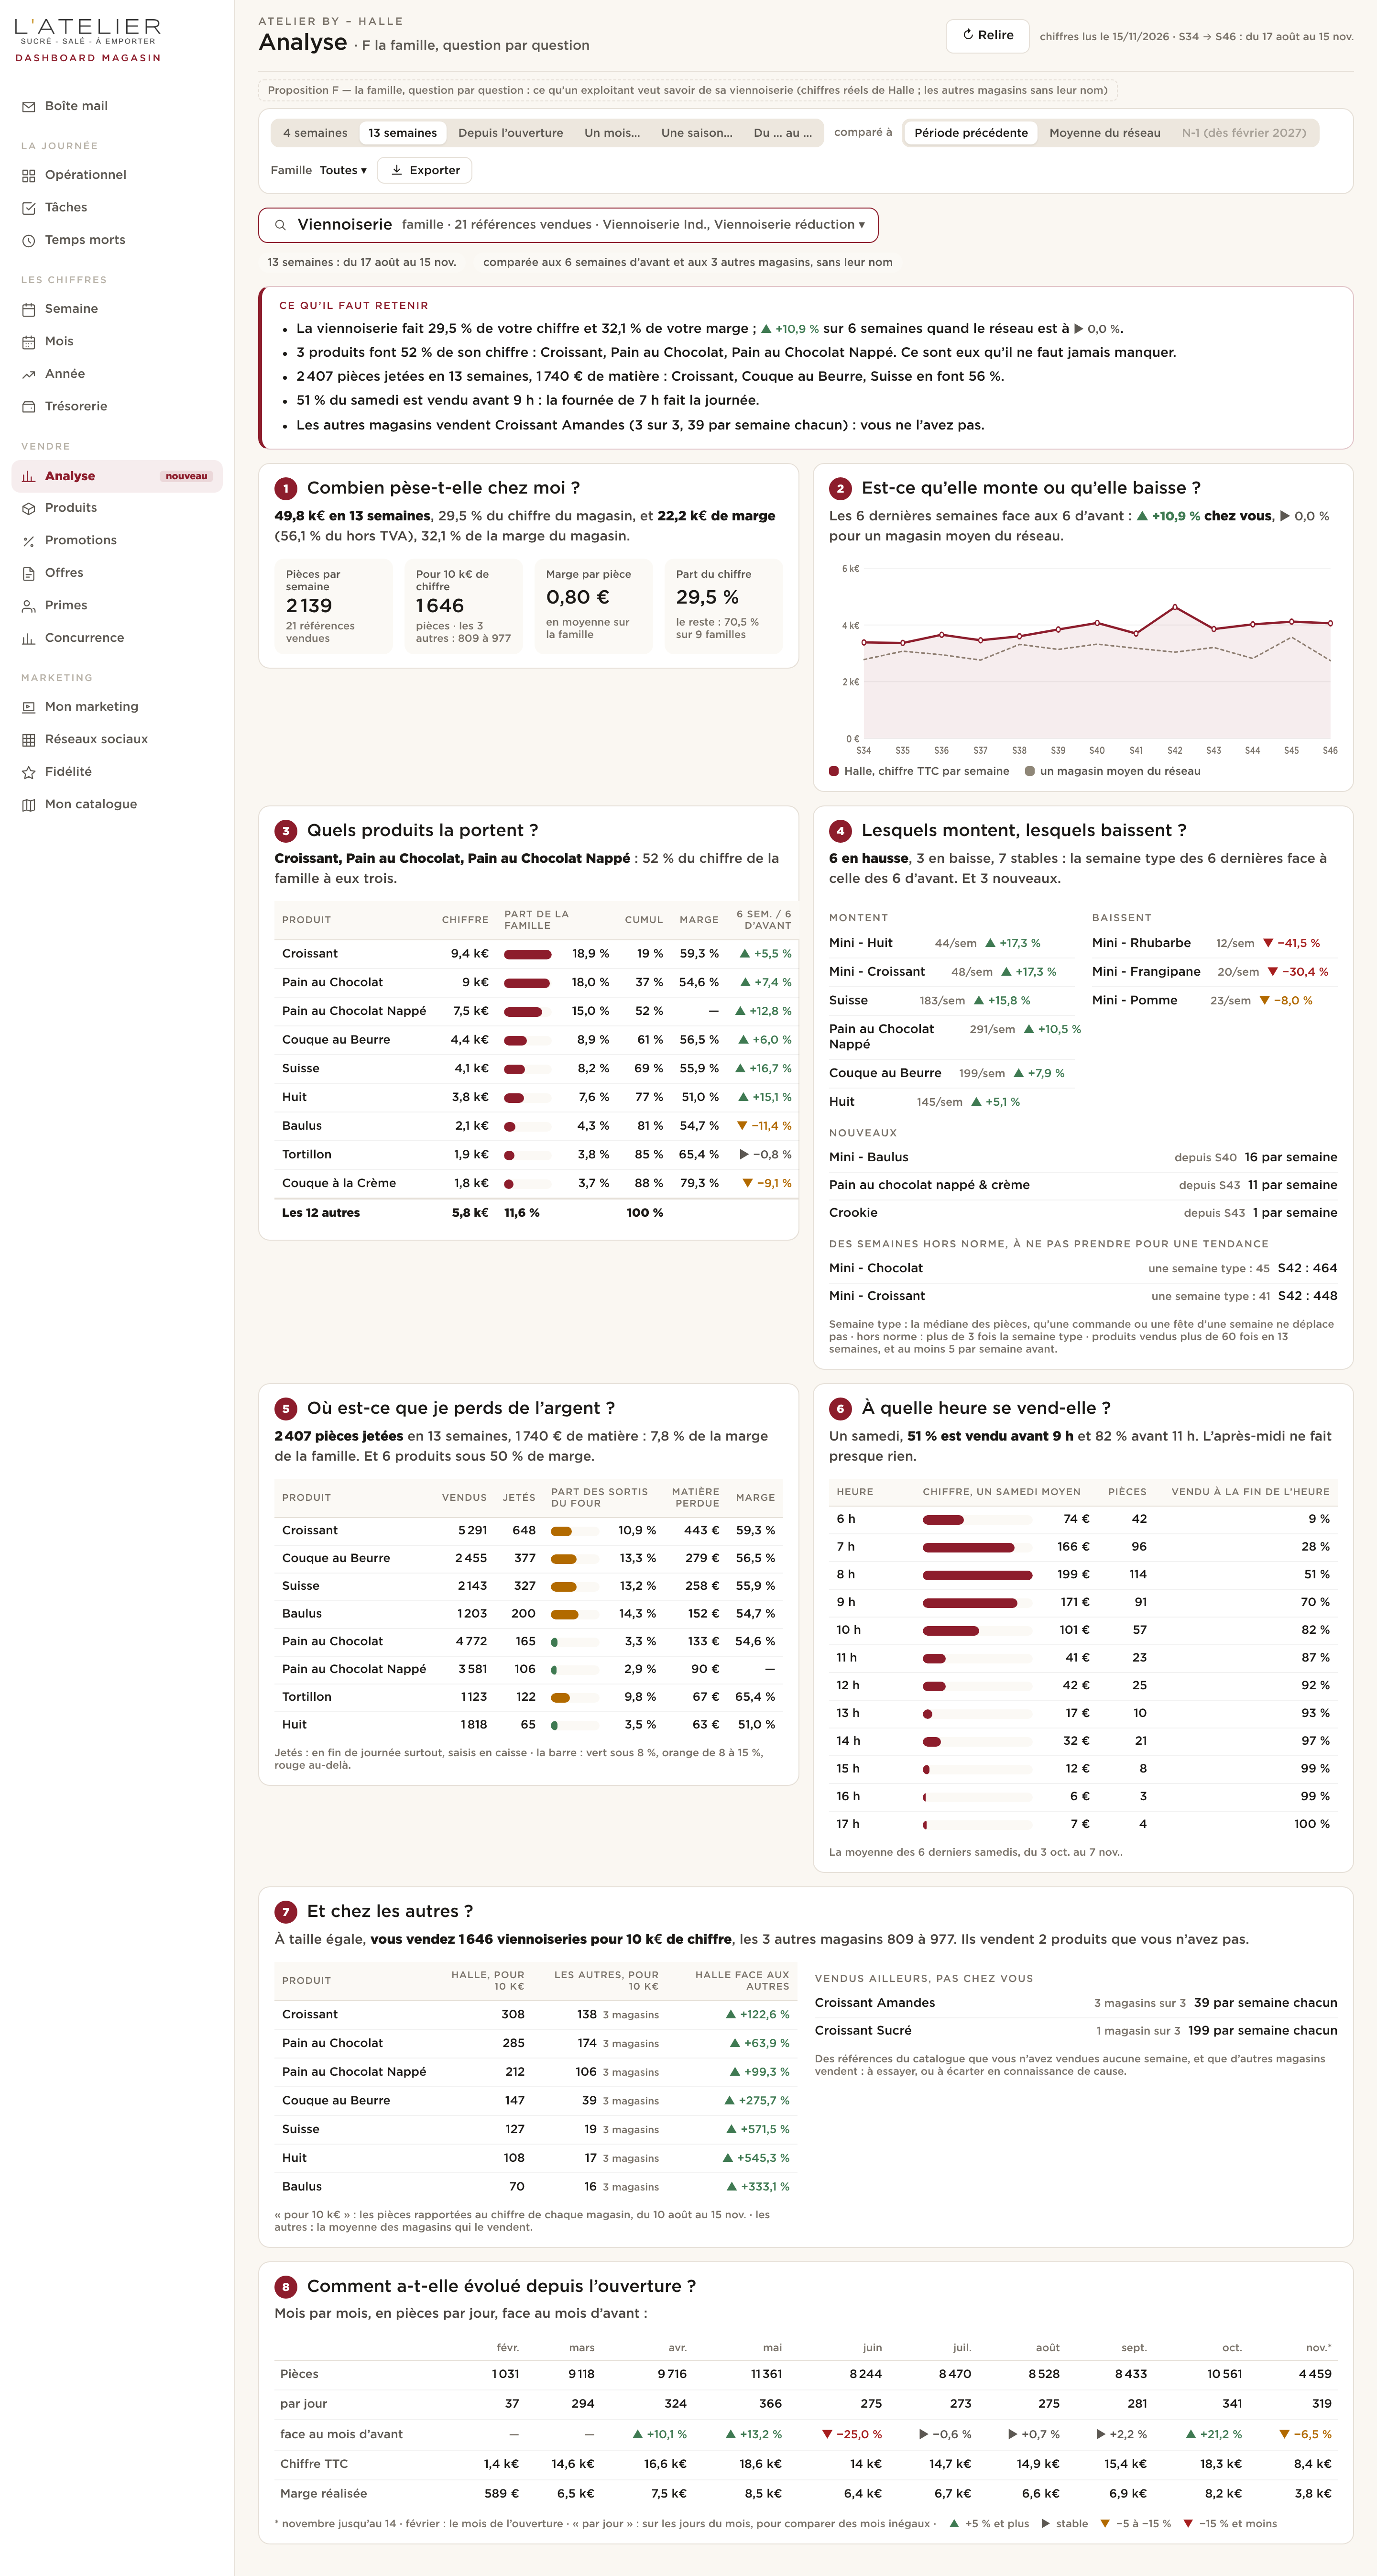 L'ATELIER
SUCRÉ - SALÉ - À EMPORTER
DASHBOARD MAGASIN
Boîte mail
LA JOURNÉE
Opérationnel
Tâches
Temps morts
LES CHIFFRES
Semaine
Mois
Année
Trésorerie
VENDRE
Analyse nouveau
Produits
Promotions
Offres
Primes
Concurrence
MARKETING
Mon marketing
Réseaux sociaux
Fidélité
Mon catalogue
ATELIER BY – HALLE
Analyse · F la famille, question par question
Relire chiffres lus le 15/11/2026 · S34 → S46 : du 17 août au 15 nov.
Proposition F — la famille, question par question : ce qu'un exploitant veut savoir de sa viennoiserie (chiffres réels de Halle ; les autres magasins sans leur nom)
4 semaines 13 semaines Depuis l'ouverture Un mois... Une saison... Du ... au ... comparé à Période précédente Moyenne du réseau N-1 (dès février 2027)
Famille Toutes ▾ Exporter
Viennoiserie famille · 21 références vendues · Viennoiserie Ind., Viennoiserie réduction ▾
13 semaines : du 17 août au 15 nov. comparée aux 6 semaines d'avant et aux 3 autres magasins, sans leur nom
CE QU'IL FAUT RETENIR
• La viennoiserie fait 29,5 % de votre chiffre et 32,1 % de votre marge ; ▲ +10,9 % sur 6 semaines quand le réseau est à ▶ 0,0 %.
• 3 produits font 52 % de son chiffre : Croissant, Pain au Chocolat, Pain au Chocolat Nappé. Ce sont eux qu'il ne faut jamais manquer.
• 2 407 pièces jetées en 13 semaines, 1 740 € de matière : Croissant, Couque au Beurre, Suisse en font 56 %.
• 51 % du samedi est vendu avant 9 h : la fournée de 7 h fait la journée.
• Les autres magasins vendent Croissant Amandes (3 sur 3, 39 par semaine chacun) : vous ne l'avez pas.
1 Combien pèse-t-elle chez moi ?
49,8 k€ en 13 semaines, 29,5 % du chiffre du magasin, et 22,2 k€ de marge
(56,1 % du hors TVA), 32,1 % de la marge du magasin.
Pièces par
semaine
2 139
21 références
vendues
Pour 10 k€ de
chiffre
1 646
pièces · les 3
autres : 809 à 977
Marge par pièce
0,80 €
en moyenne sur
la famille
Part du chiffre
29,5 %
le reste : 70,5 %
sur 9 familles
2 Est-ce qu'elle monte ou qu'elle baisse ?
Les 6 dernières semaines face aux 6 d'avant : ▲ +10,9 % chez vous, ▶ 0,0 %
pour un magasin moyen du réseau.
6 k€
4 k€
2 k€
0 €
S34 S35 S36 S37 S38 S39 S40 S41 S42 S43 S44 S45 S46
Halle, chiffre TTC par semaine un magasin moyen du réseau
3 Quels produits la portent ?
Croissant, Pain au Chocolat, Pain au Chocolat Nappé : 52 % du chiffre de la
famille à eux trois.
PRODUIT CHIFFRE PART DE LA FAMILLE CUMUL MARGE 6 SEM. / 6 D'AVANT
Croissant 9,4 k€ 18,9 % 19 % 59,3 % ▲ +5,5 %
Pain au Chocolat 9 k€ 18,0 % 37 % 54,6 % ▲ +7,4 %
Pain au Chocolat Nappé 7,5 k€ 15,0 % 52 % — ▲ +12,8 %
Couque au Beurre 4,4 k€ 8,9 % 61 % 56,5 % ▲ +6,0 %
Suisse 4,1 k€ 8,2 % 69 % 55,9 % ▲ +16,7 %
Huit 3,8 k€ 7,6 % 77 % 51,0 % ▲ +15,1 %
Baulus 2,1 k€ 4,3 % 81 % 54,7 % ▼ −11,4 %
Tortillon 1,9 k€ 3,8 % 85 % 65,4 % ▶ −0,8 %
Couque à la Crème 1,8 k€ 3,7 % 88 % 79,3 % ▼ −9,1 %
Les 12 autres 5,8 k€ 11,6 % 100 %
4 Lesquels montent, lesquels baissent ?
6 en hausse, 3 en baisse, 7 stables : la semaine type des 6 dernières face à
celle des 6 d'avant. Et 3 nouveaux.
MONTENT
Mini - Huit 44/sem ▲ +17,3 %
Mini - Croissant 48/sem ▲ +17,3 %
Suisse 183/sem ▲ +15,8 %
Pain au Chocolat Nappé 291/sem ▲ +10,5 %
Couque au Beurre 199/sem ▲ +7,9 %
Huit 145/sem ▲ +5,1 %
BAISSENT
Mini - Rhubarbe 12/sem ▼ −41,5 %
Mini - Frangipane 20/sem ▼ −30,4 %
Mini - Pomme 23/sem ▼ −8,0 %
NOUVEAUX
Mini - Baulus depuis S40 16 par semaine
Pain au chocolat nappé & crème depuis S43 11 par semaine
Crookie depuis S43 1 par semaine
DES SEMAINES HORS NORME, À NE PAS PRENDRE POUR UNE TENDANCE
Mini - Chocolat une semaine type : 45 S42 : 464
Mini - Croissant une semaine type : 41 S42 : 448
Semaine type : la médiane des pièces, qu'une commande ou une fête d'une semaine ne déplace
pas · hors norme : plus de 3 fois la semaine type · produits vendus plus de 60 fois en 13
semaines, et au moins 5 par semaine avant.
5 Où est-ce que je perds de l'argent ?
2 407 pièces jetées en 13 semaines, 1 740 € de matière : 7,8 % de la marge
de la famille. Et 6 produits sous 50 % de marge.
PRODUIT VENDUS JETÉS PART DES SORTIS DU FOUR MATIÈRE PERDUE MARGE
Croissant 5 291 648 10,9 % 443 € 59,3 %
Couque au Beurre 2 455 377 13,3 % 279 € 56,5 %
Suisse 2 143 327 13,2 % 258 € 55,9 %
Baulus 1 203 200 14,3 % 152 € 54,7 %
Pain au Chocolat 4 772 165 3,3 % 133 € 54,6 %
Pain au Chocolat Nappé 3 581 106 2,9 % 90 € —
Tortillon 1 123 122 9,8 % 67 € 65,4 %
Huit 1 818 65 3,5 % 63 € 51,0 %
Jetés : en fin de journée surtout, saisis en caisse · la barre : vert sous 8 %, orange de 8 à 15 %,
rouge au-delà.
6 À quelle heure se vend-elle ?
Un samedi, 51 % est vendu avant 9 h et 82 % avant 11 h. L'après-midi ne fait
presque rien.
HEURE CHIFFRE, UN SAMEDI MOYEN PIÈCES VENDU À LA FIN DE L'HEURE
6 h 74 € 42 9 %
7 h 166 € 96 28 %
8 h 199 € 114 51 %
9 h 171 € 91 70 %
10 h 101 € 57 82 %
11 h 41 € 23 87 %
12 h 42 € 25 92 %
13 h 17 € 10 93 %
14 h 32 € 21 97 %
15 h 12 € 8 99 %
16 h 6 € 3 99 %
17 h 7 € 4 100 %
La moyenne des 6 derniers samedis, du 3 oct. au 7 nov..
7 Et chez les autres ?
À taille égale, vous vendez 1 646 viennoiseries pour 10 k€ de chiffre, les 3 autres magasins 809 à 977. Ils vendent 2 produits que vous n'avez pas.
PRODUIT HALLE, POUR 10 K€ LES AUTRES, POUR 10 K€ HALLE FACE AUX AUTRES
Croissant 308 138 3 magasins ▲ +122,6 %
Pain au Chocolat 285 174 3 magasins ▲ +63,9 %
Pain au Chocolat Nappé 212 106 3 magasins ▲ +99,3 %
Couque au Beurre 147 39 3 magasins ▲ +275,7 %
Suisse 127 19 3 magasins ▲ +571,5 %
Huit 108 17 3 magasins ▲ +545,3 %
Baulus 70 16 3 magasins ▲ +333,1 %
« pour 10 k€ » : les pièces rapportées au chiffre de chaque magasin, du 10 août au 15 nov. · les
autres : la moyenne des magasins qui le vendent.
VENDUS AILLEURS, PAS CHEZ VOUS
Croissant Amandes 3 magasins sur 3 39 par semaine chacun
Croissant Sucré 1 magasin sur 3 199 par semaine chacun
Des références du catalogue que vous n'avez vendues aucune semaine, et que d'autres magasins
vendent : à essayer, ou à écarter en connaissance de cause.
8 Comment a-t-elle évolué depuis l'ouverture ?
Mois par mois, en pièces par jour, face au mois d'avant :
févr. mars avr. mai juin juil. août sept. oct. nov.*
Pièces 1 031 9 118 9 716 11 361 8 244 8 470 8 528 8 433 10 561 4 459
par jour 37 294 324 366 275 273 275 281 341 319
face au mois d'avant — — ▲ +10,1 % ▲ +13,2 % ▼ −25,0 % ▶ −0,6 % ▶ +0,7 % ▶ +2,2 % ▲ +21,2 % ▼ −6,5 %
Chiffre TTC 1,4 k€ 14,6 k€ 16,6 k€ 18,6 k€ 14 k€ 14,7 k€ 14,9 k€ 15,4 k€ 18,3 k€ 8,4 k€
Marge réalisée 589 € 6,5 k€ 7,5 k€ 8,5 k€ 6,4 k€ 6,7 k€ 6,6 k€ 6,9 k€ 8,2 k€ 3,8 k€
* novembre jusqu'au 14 · février : le mois de l'ouverture · « par jour » : sur les jours du mois, pour comparer des mois inégaux · ▲ +5 % et plus ▶ stable ▼ −5 à −15 % ▼ −15 % et moins